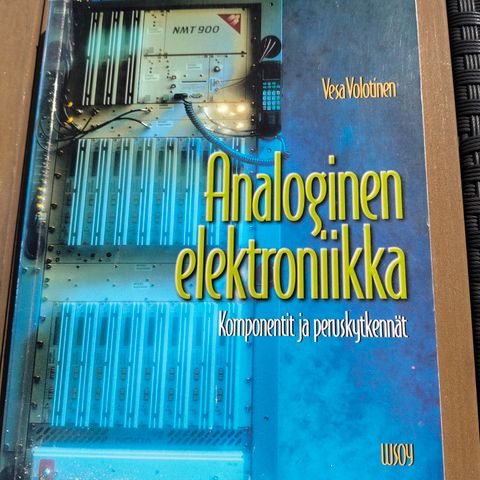 NMT 900
Vesa Volotinen
Analoginen
elektroniikka
Komponentit ja peruskytkennät
WSOY